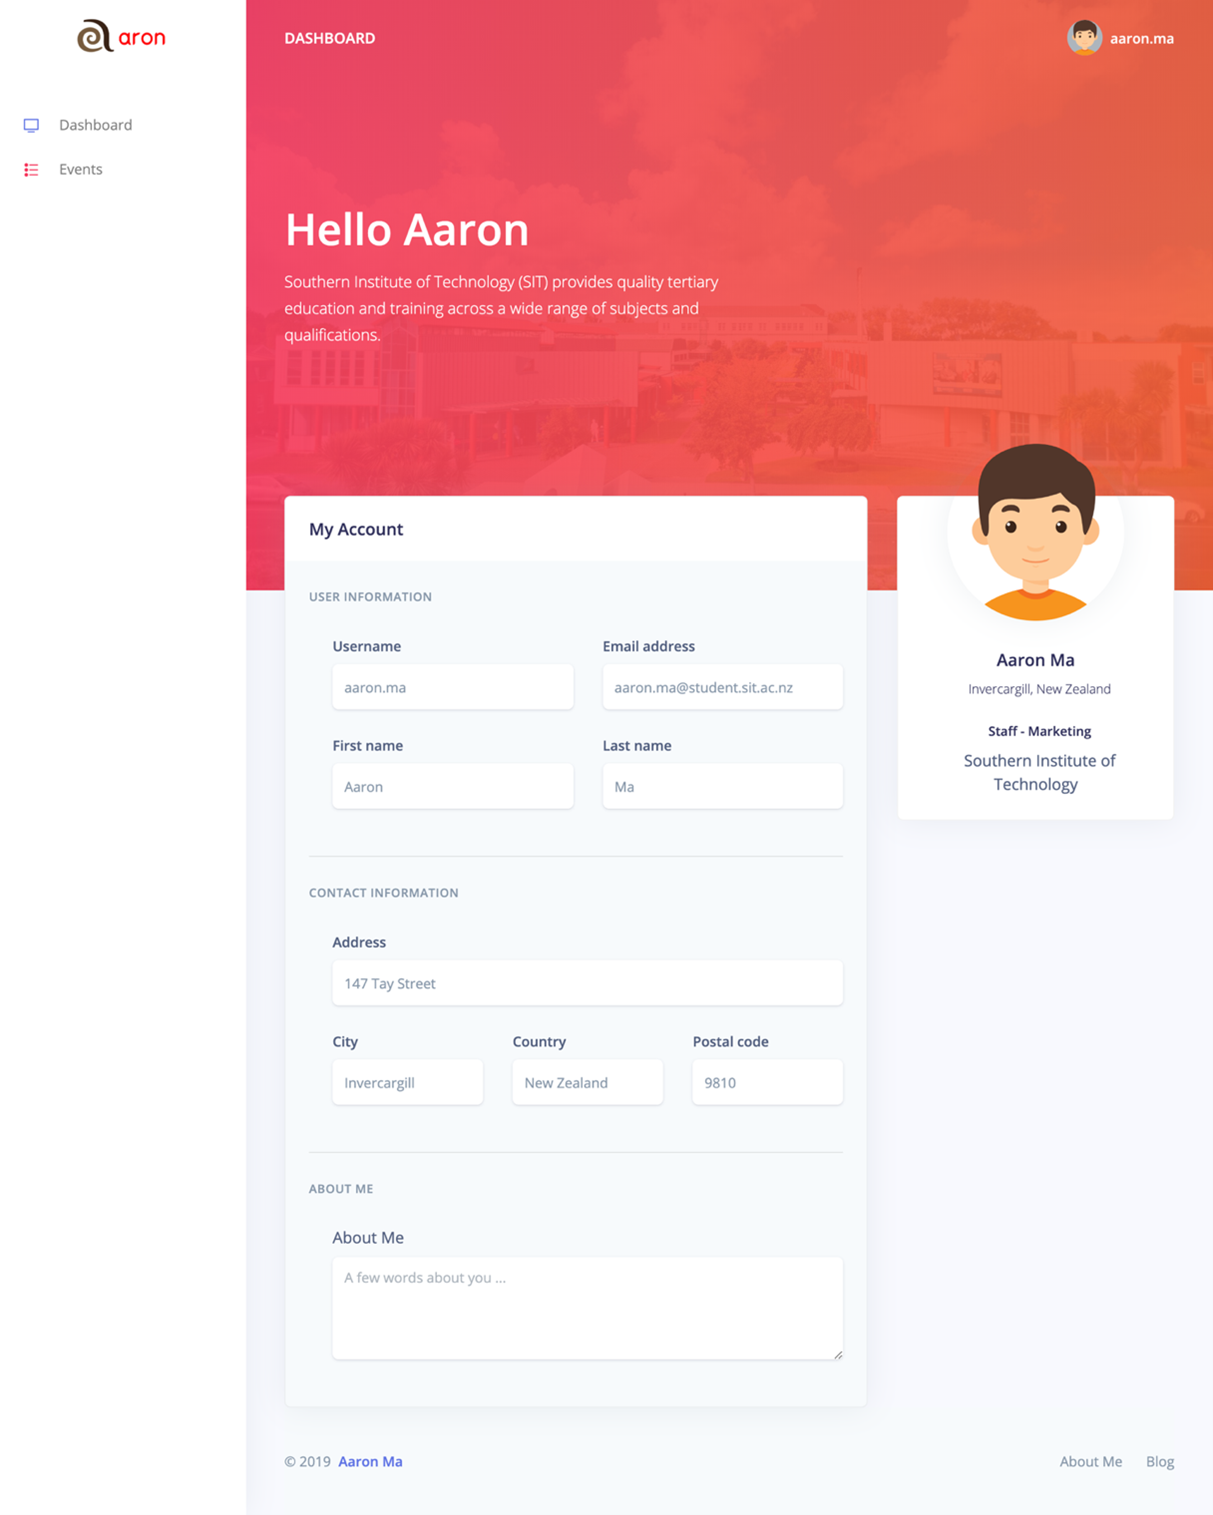 aron
DASHBOARD
aaron.ma
Dashboard
Events
Hello Aaron
Southern Institute of Technology (SIT) provides quality tertiary
education and training across a wide range of subjects and
qualifications.
My Account
USER INFORMATION
Username
Email address
aaron.ma
aaron.ma@student.sit.ac.nz
First name
Last name
Aaron
Ma
CONTACT INFORMATION
Address
147 Tay Street
City
Country
Postal code
Invercargill
New Zealand
9810
ABOUT ME
About Me
A few words about you ...
Aaron Ma
Invercargill, New Zealand
Staff - Marketing
Southern Institute of
Technology
© 2019 Aaron Ma
About Me
Blog